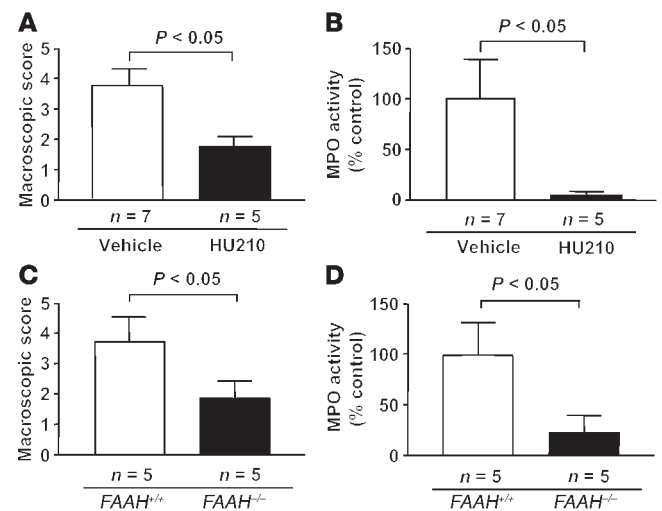 A
P < 0.05
Macroscopic score
5
4
3
2
1
0
n = 7 n = 5
Vehicle HU210
B
P < 0.05
MPO activity
(% control)
150
100
50
0
n = 7 n = 5
Vehicle HU210
C
P < 0.05
Macroscopic score
5
4
3
2
1
0
n = 5 n = 5
FAAH+/+ FAAH–/–
D
P < 0.05
MPO activity
(% control)
150
100
50
0
n = 5 n = 5
FAAH+/+ FAAH–/–